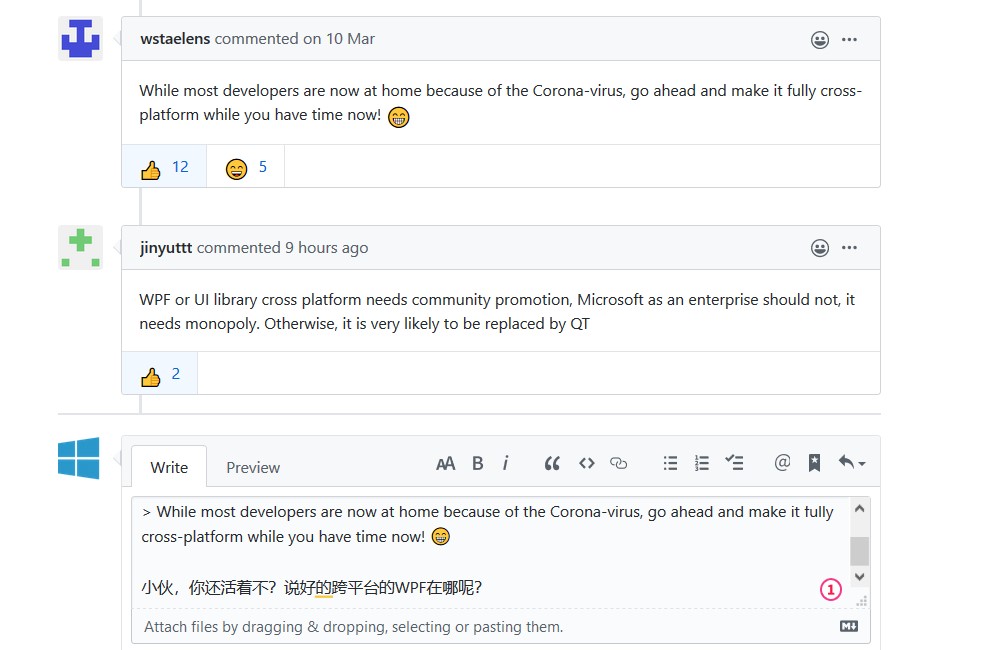 wstaelens commented on 10 Mar
While most developers are now at home because of the Corona-virus, go ahead and make it fully cross-
platform while you have time now! 😁
👍 12 😄 5
jinyuttt commented 9 hours ago
WPF or UI library cross platform needs community promotion, Microsoft as an enterprise should not, it
needs monopoly. Otherwise, it is very likely to be replaced by QT
👍 2
Write Preview AA B i “ <> @
> While most developers are now at home because of the Corona-virus, go ahead and make it fully
cross-platform while you have time now! 😁
小伙，你还活着不？说好的跨平台的WPF在哪呢？
1
Attach files by dragging & dropping, selecting or pasting them. M↓